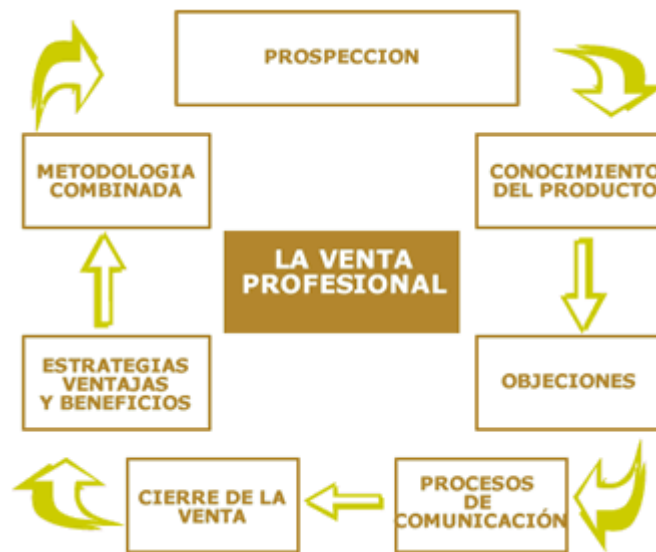 PROSPECCION
METODOLOGIA
COMBINADA
CONOCIMIENTO
DEL PRODUCTO
LA VENTA
PROFESIONAL
ESTRATEGIAS
VENTAJAS
Y BENEFICIOS
OBJECIONES
CIERRE DE LA
VENTA
PROCESOS
DE
COMUNICACIÓN